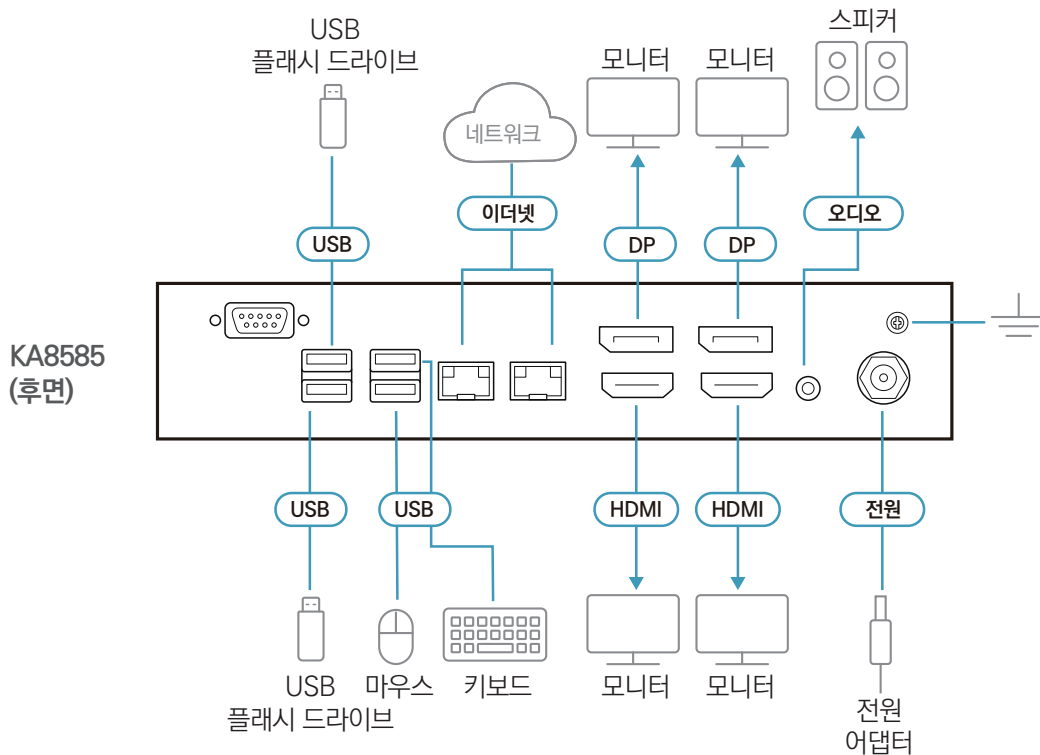 USB
플래시 드라이브
모니터
모니터
스피커
네트워크
이더넷
오디오
USB
DP
DP
KA8585
(후면)
USB
USB
HDMI
HDMI
전원
USB
플래시 드라이브
마우스
키보드
모니터
모니터
전원
어댑터